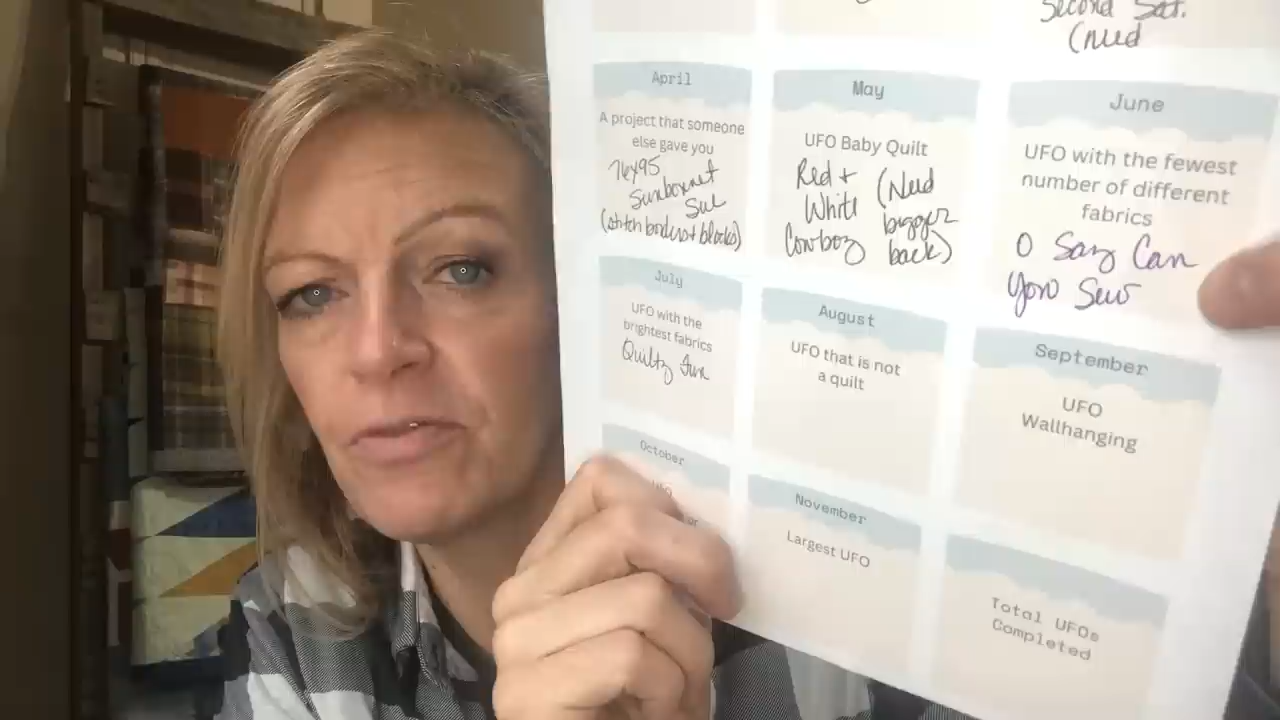 Second Sat.
(need
April
A project that someone
else gave you
76x95
Sunbonnet
Sue
(stitch borders + blocks)
May
UFO Baby Quilt
Red + White Cowboy
(Need bigger back)
June
UFO with the fewest
number of different
fabrics
O Say Can
You Sew
July
UFO with the
brightest fabrics
Quilty Fun
August
UFO that is not
a quilt
September
UFO
Wallhanging
October
UFO
November
Largest UFO
Total UFOs
Completed